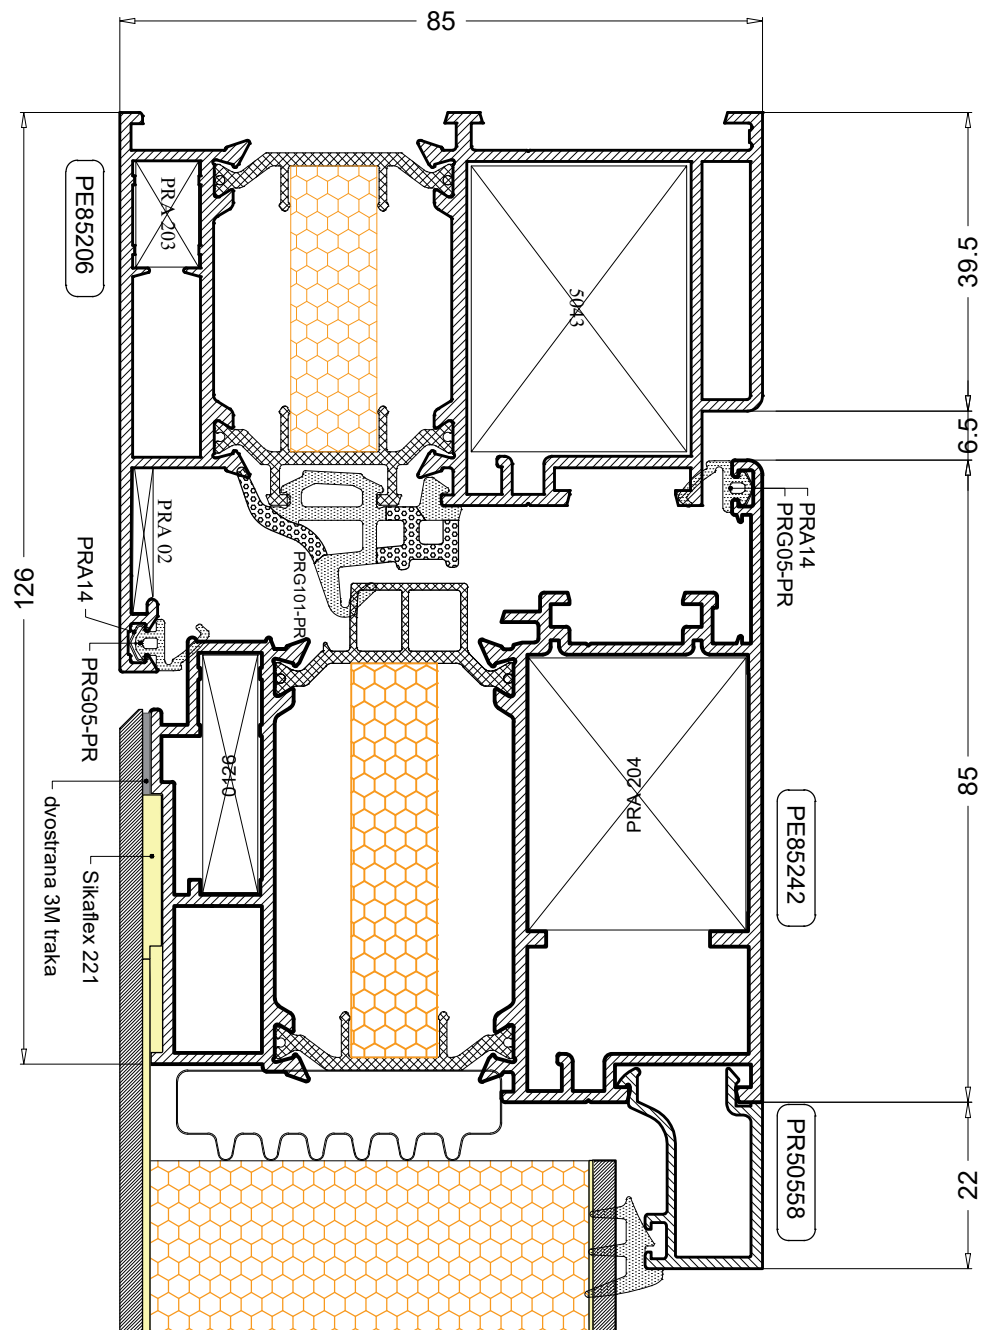 85
PE85206
PRA 203
5043
39.5
6.5
PRA 02
PRA14
PRG05-PR
PRG101-PR
126
PRA14
PRG05-PR
0126
PRA 204
85
PE85242
dvostrana 3M traka
Sikaflex 221
PR50558
22